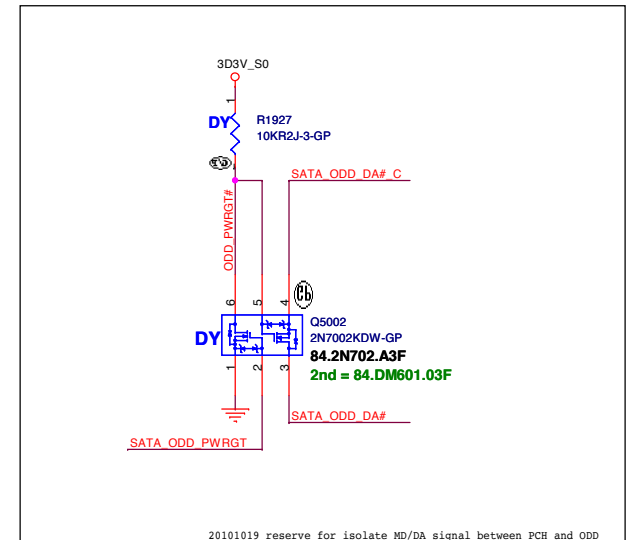 3D3V_S0
1
DY
R1927
10KR2J-3-GP
SATA_ODD_DA#_C
ODD_PWRGT#
6
5
4
Q5002
2N7002KDW-GP
DY
84.2N702.A3F
2nd = 84.DM601.03F
1
2
3
SATA_ODD_DA#
SATA_ODD_PWRGT
20101019 reserve for isolate MD/DA signal between PCH and ODD